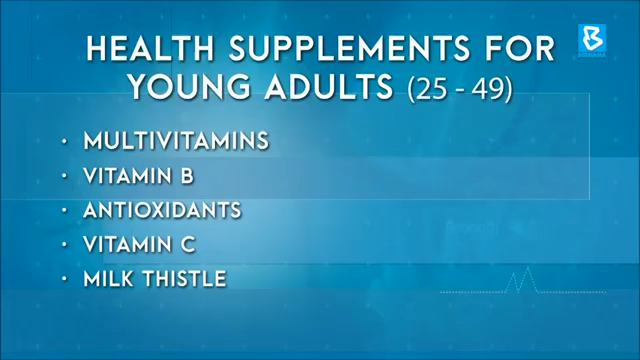 HEALTH SUPPLEMENTS FOR
YOUNG ADULTS (25 - 49)
• MULTIVITAMINS
• VITAMIN B
• ANTIOXIDANTS
• VITAMIN C
• MILK THISTLE